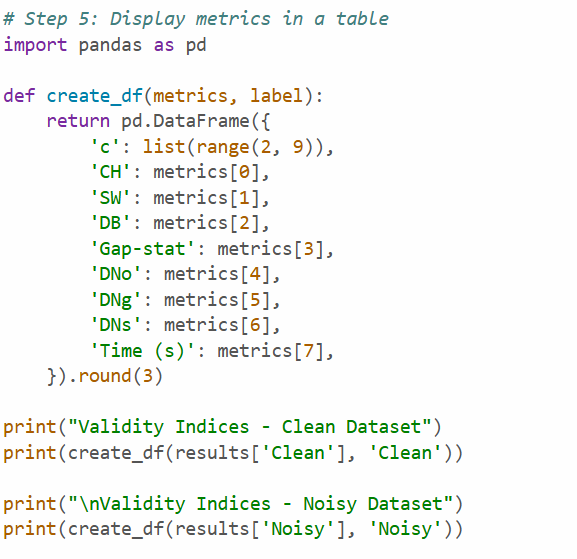 # Step 5: Display metrics in a table
import pandas as pd

def create_df(metrics, label):
    return pd.DataFrame({
        'c': list(range(2, 9)),
        'CH': metrics[0],
        'SW': metrics[1],
        'DB': metrics[2],
        'Gap-stat': metrics[3],
        'DNo': metrics[4],
        'DNg': metrics[5],
        'DNs': metrics[6],
        'Time (s)': metrics[7],
    }).round(3)

print("Validity Indices - Clean Dataset")
print(create_df(results['Clean'], 'Clean'))

print("\nValidity Indices - Noisy Dataset")
print(create_df(results['Noisy'], 'Noisy'))